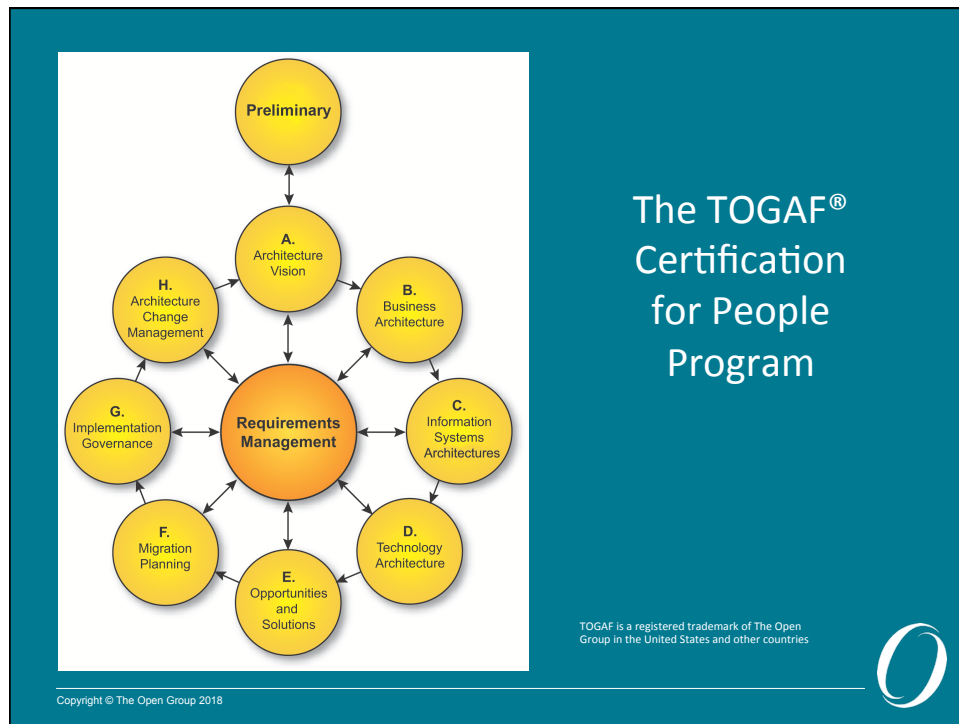 Preliminary
A.
Architecture
Vision
B.
Business
Architecture
C.
Information
Systems
Architectures
D.
Technology
Architecture
E.
Opportunities
and
Solutions
F.
Migration
Planning
G.
Implementation
Governance
H.
Architecture
Change
Management
Requirements
Management
The TOGAF®
Certification
for People
Program
TOGAF is a registered trademark of The Open
Group in the United States and other countries
Copyright © The Open Group 2018